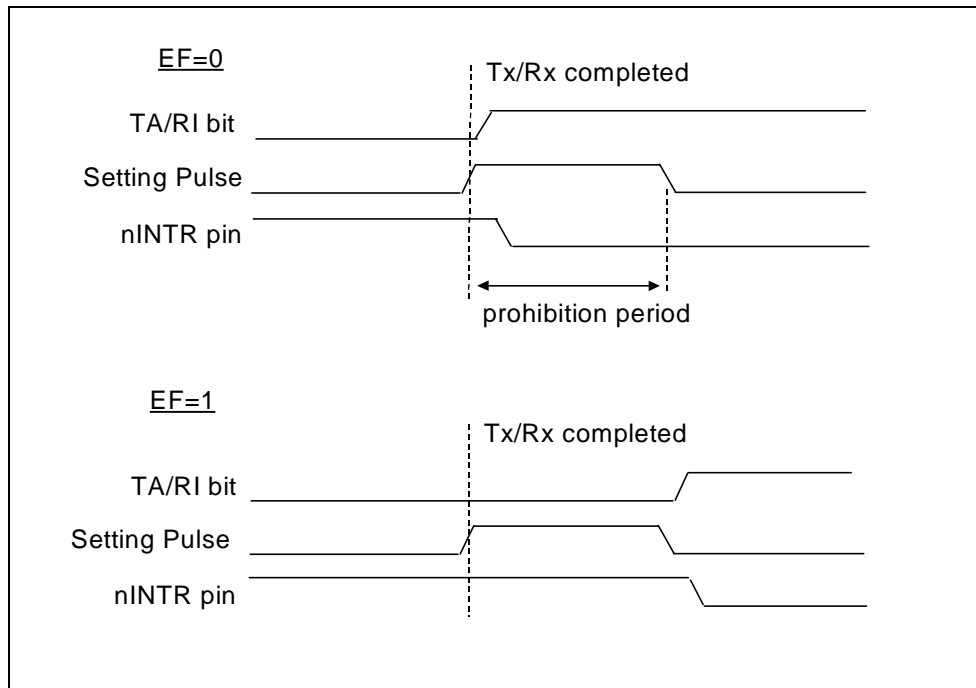 EF=0
Tx/Rx completed
TA/RI bit
Setting Pulse
nINTR pin
prohibition period
EF=1
Tx/Rx completed
TA/RI bit
Setting Pulse
nINTR pin